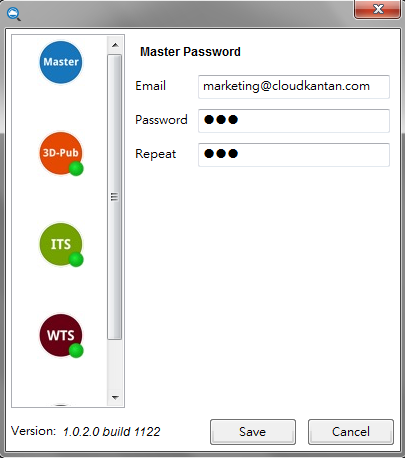 Master
3D-Pub
ITS
WTS
Master Password
Email marketing@cloudkantan.com
Password ●●●
Repeat ●●●
Version: 1.0.2.0 build 1122
Save Cancel